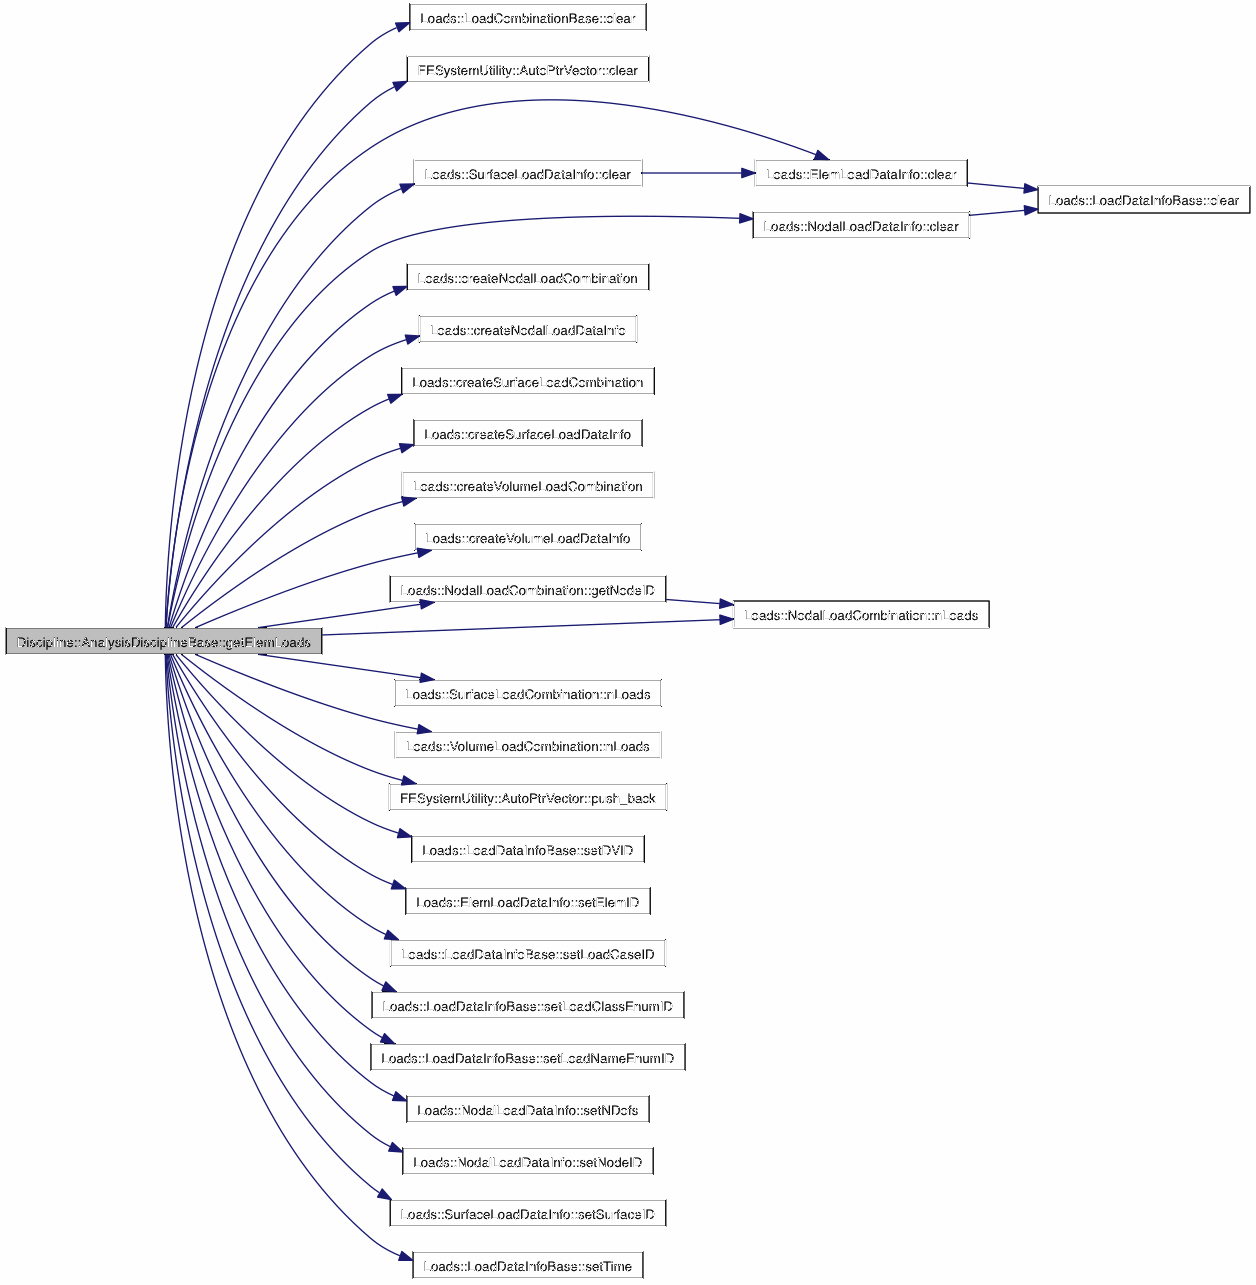 Loads::LoadCombinationBase::clear
FESystemUtility::AutoPtrVector::clear
Loads::SurfaceLoadDataInfo::clear
Loads::ElemLoadDataInfo::clear
Loads::LoadDataInfoBase::clear
Loads::NodalLoadDataInfo::clear
Loads::createNodalLoadCombination
Loads::createNodalLoadDataInfo
Loads::createSurfaceLoadCombination
Loads::createSurfaceLoadDataInfo
Loads::createVolumeLoadCombination
Loads::createVolumeLoadDataInfo
Loads::NodalLoadCombination::getNodeID
Loads::NodalLoadCombination::nLoads
Discipline::AnalysisDisciplineBase::getElemLoads
Loads::SurfaceLoadCombination::nLoads
Loads::VolumeLoadCombination::nLoads
FESystemUtility::AutoPtrVector::push_back
Loads::LoadDataInfoBase::setDVID
Loads::ElemLoadDataInfo::setElemID
Loads::LoadDataInfoBase::setLoadCaseID
Loads::LoadDataInfoBase::setLoadClassEnumID
Loads::LoadDataInfoBase::setLoadNameEnumID
Loads::NodalLoadDataInfo::setNDofs
Loads::NodalLoadDataInfo::setNodeID
Loads::SurfaceLoadDataInfo::setSurfaceID
Loads::LoadDataInfoBase::setTime